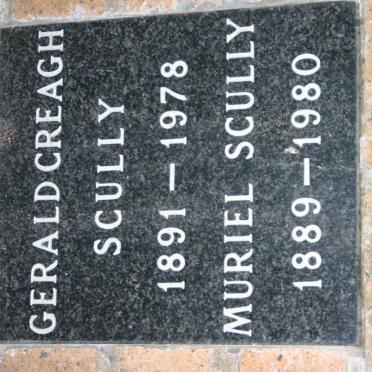 GERALD CREAGH
SCULLY
1891 – 1978
MURIEL SCULLY
1889 – 1980